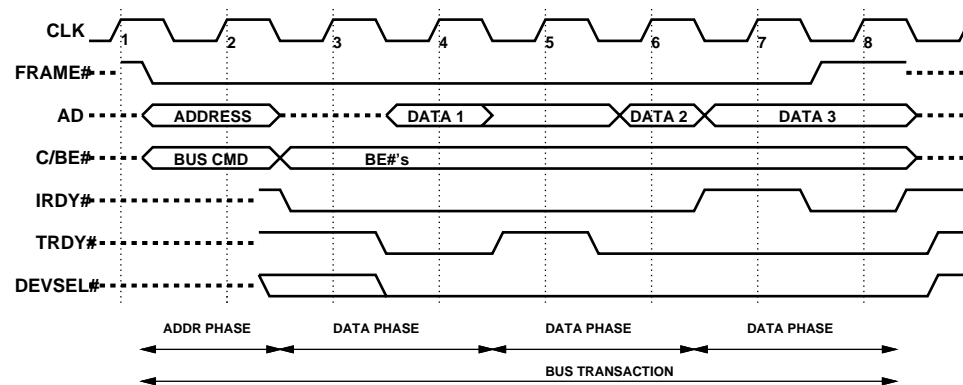 CLK
1 2 3 4 5 6 7 8
FRAME#
AD ADDRESS DATA 1 DATA 2 DATA 3
C/BE# BUS CMD BE#'s
IRDY#
TRDY#
DEVSEL#
ADDR PHASE DATA PHASE DATA PHASE DATA PHASE
BUS TRANSACTION